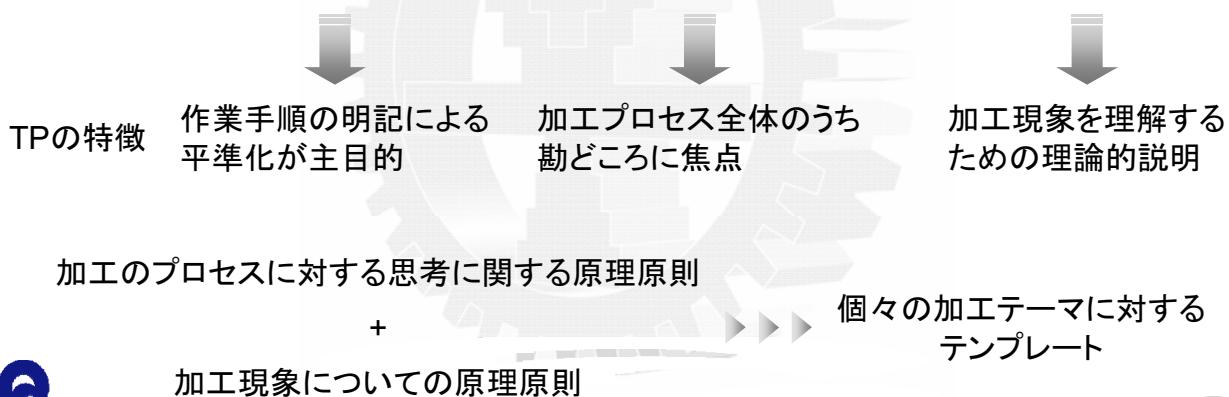 TPの特徴
作業手順の明記による
平準化が主目的
加工プロセス全体のうち
勘どころに焦点
加工現象を理解する
ための理論的説明
加工のプロセスに対する思考に関する原理原則
+
加工現象についての原理原則
個々の加工テーマに対する
テンプレート